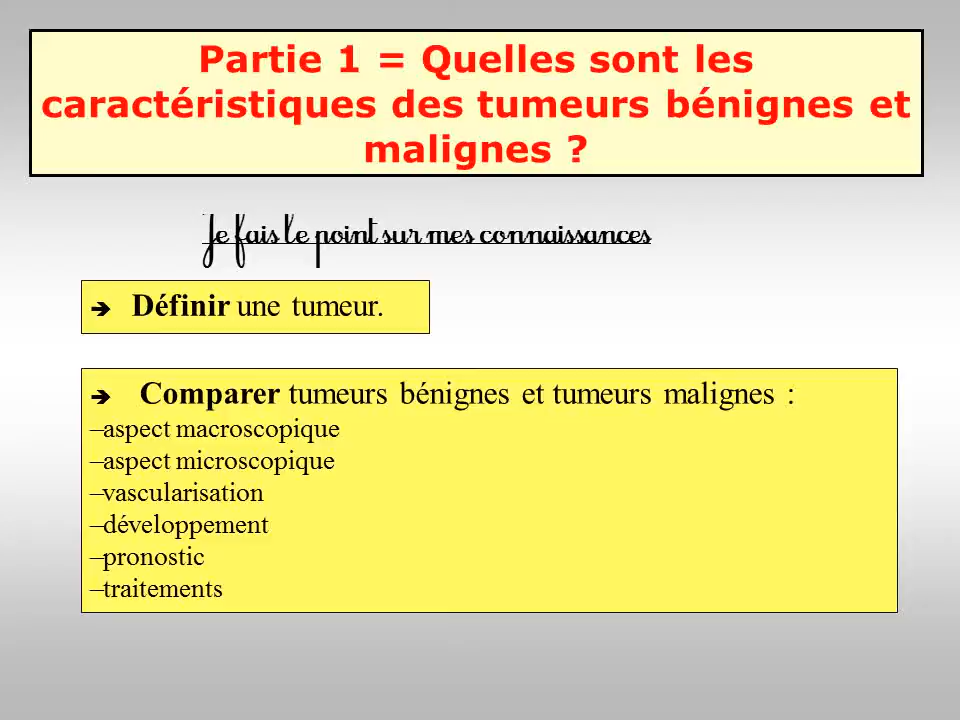 Partie 1 = Quelles sont les
caractéristiques des tumeurs bénignes et
malignes ?
Je fais le point sur mes connaissances
➔ Définir une tumeur.
➔ Comparer tumeurs bénignes et tumeurs malignes :
–aspect macroscopique
–aspect microscopique
–vascularisation
–développement
–pronostic
–traitements